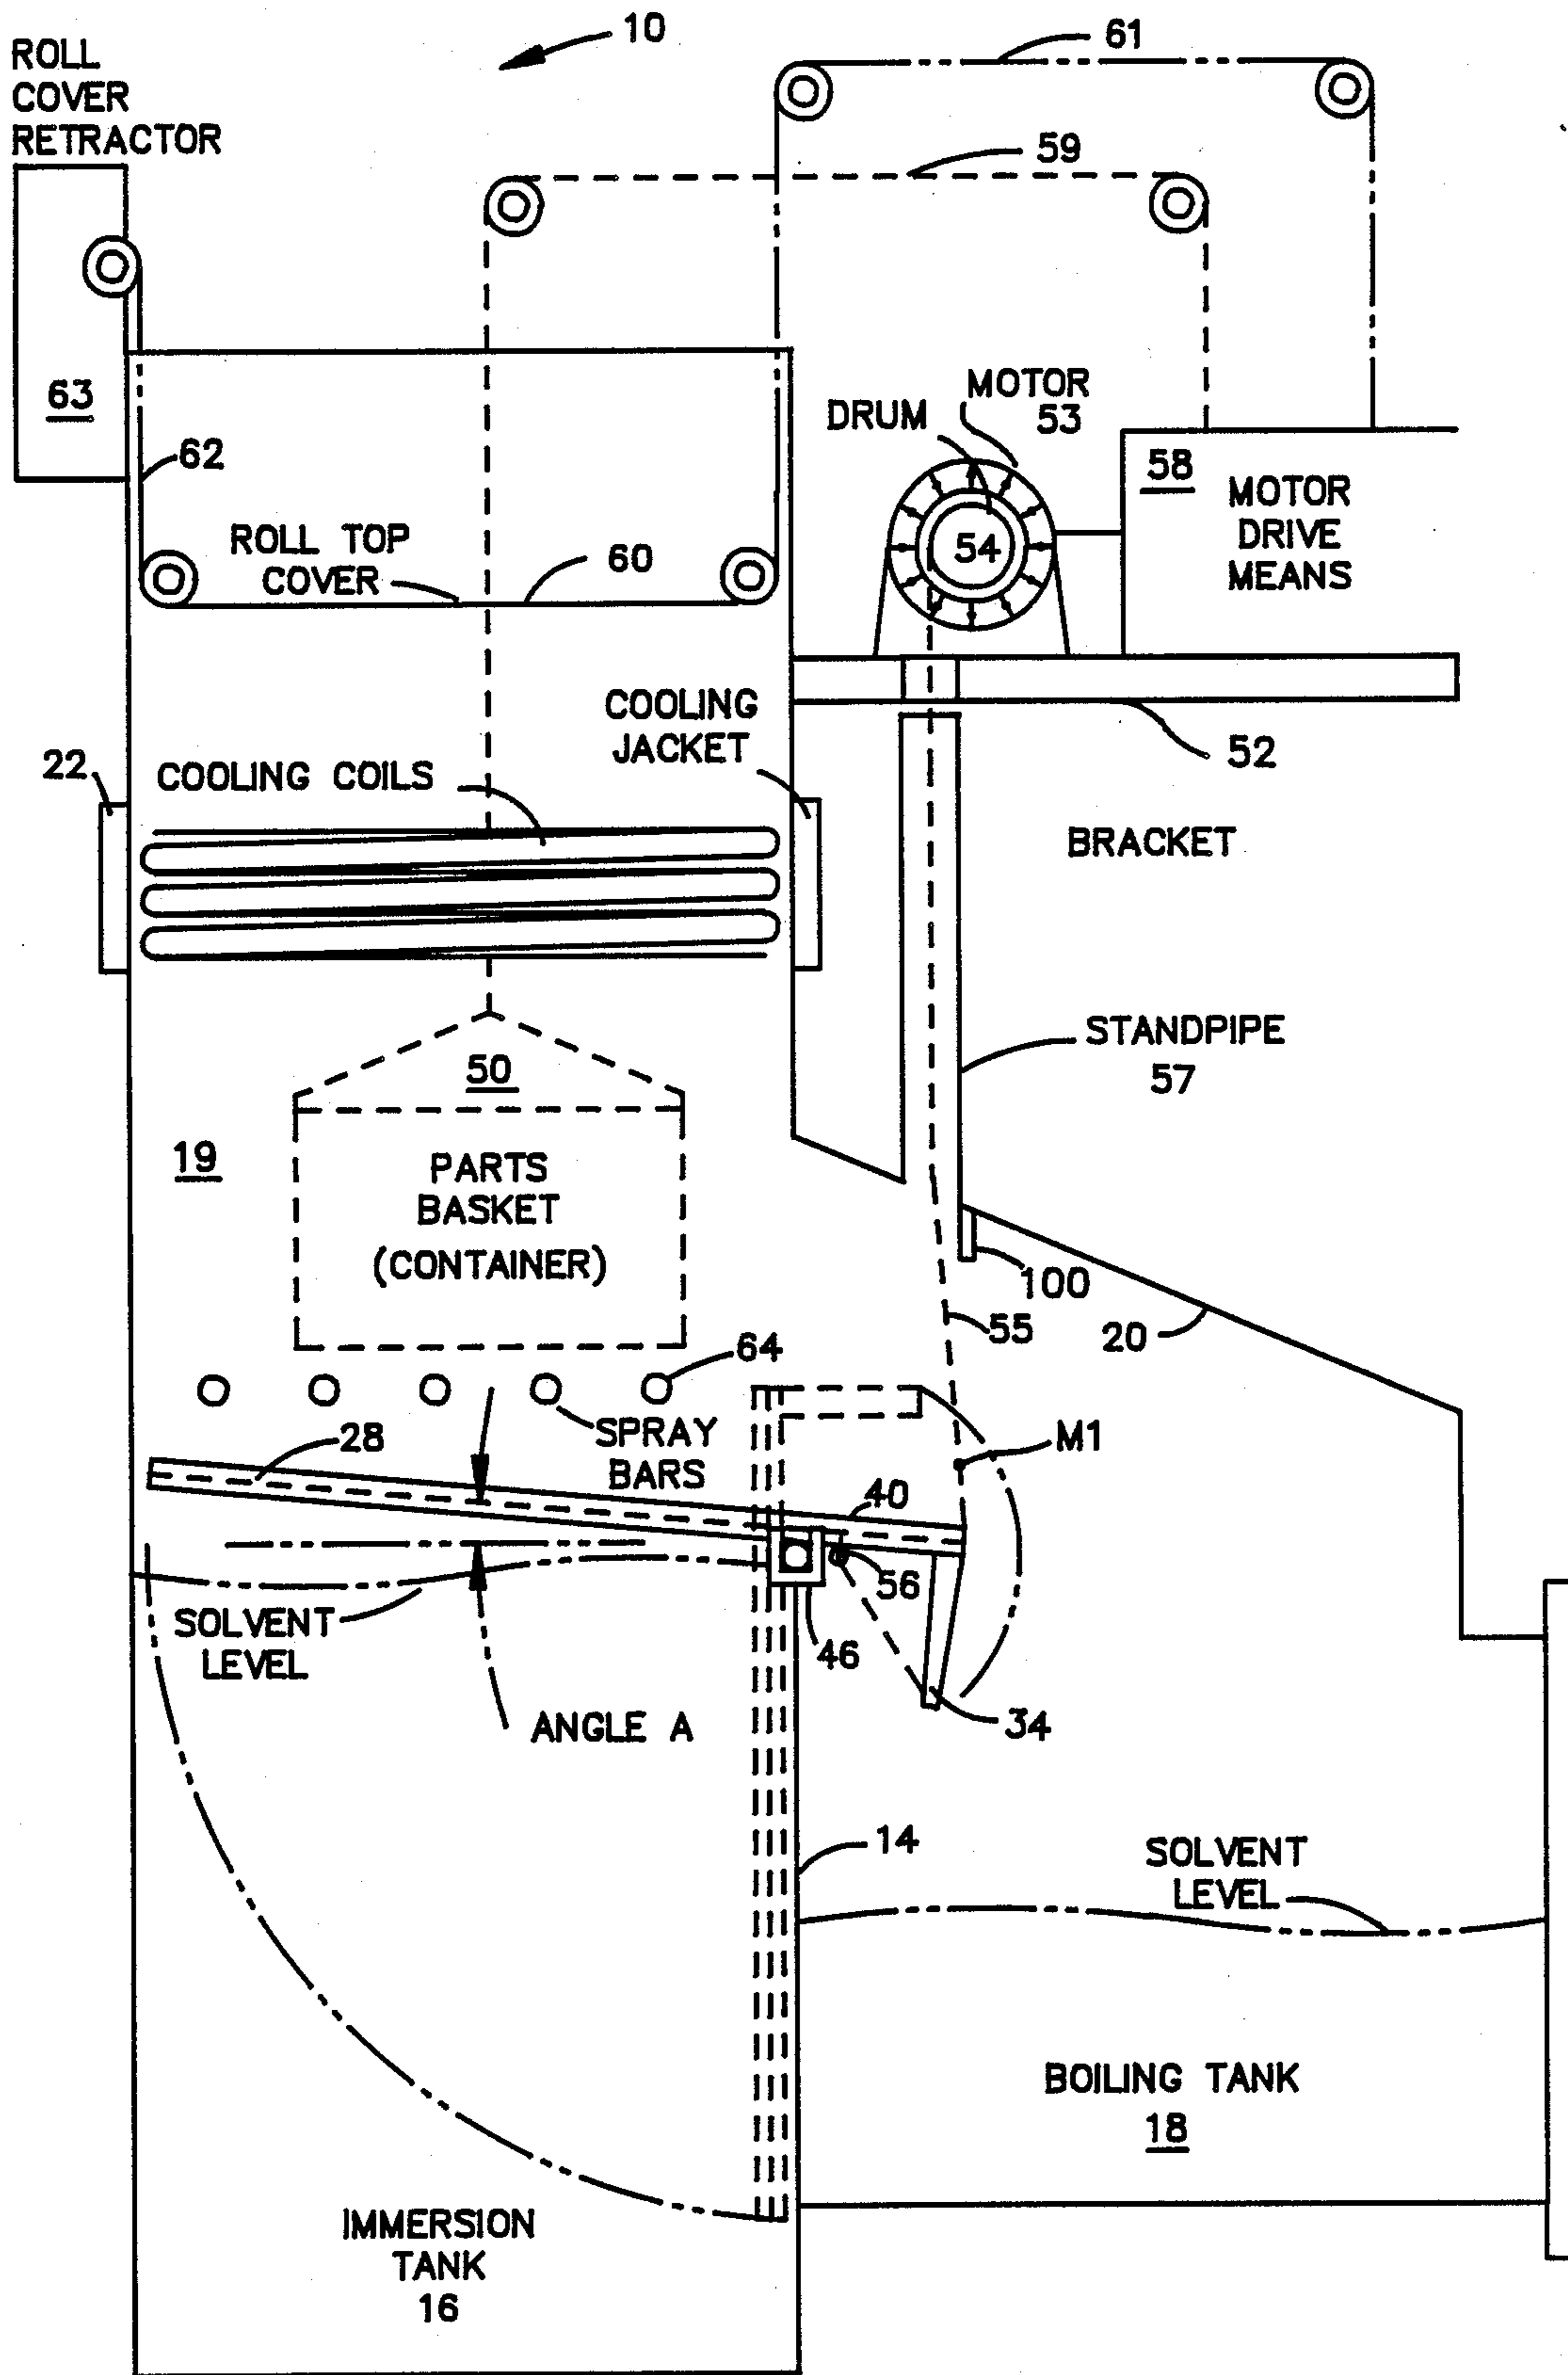 10
61
ROLL
COVER
RETRACTOR
59
63
62
MOTOR
53
DRUM
54
58
MOTOR
DRIVE
MEANS
ROLL TOP
COVER
60
COOLING
JACKET
52
22
COOLING COILS
BRACKET
STANDPIPE
57
50
19
PARTS
BASKET
(CONTAINER)
100
55
20
64
SPRAY
BARS
28
M1
40
56
SOLVENT
LEVEL
46
34
ANGLE A
14
SOLVENT
LEVEL
BOILING TANK
18
IMMERSION
TANK
16